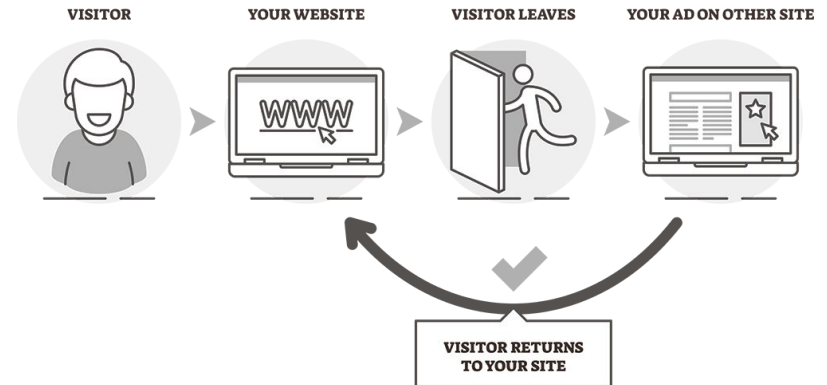 VISITOR
YOUR WEBSITE
VISITOR LEAVES
YOUR AD ON OTHER SITE
WWW
VISITOR RETURNS
TO YOUR SITE